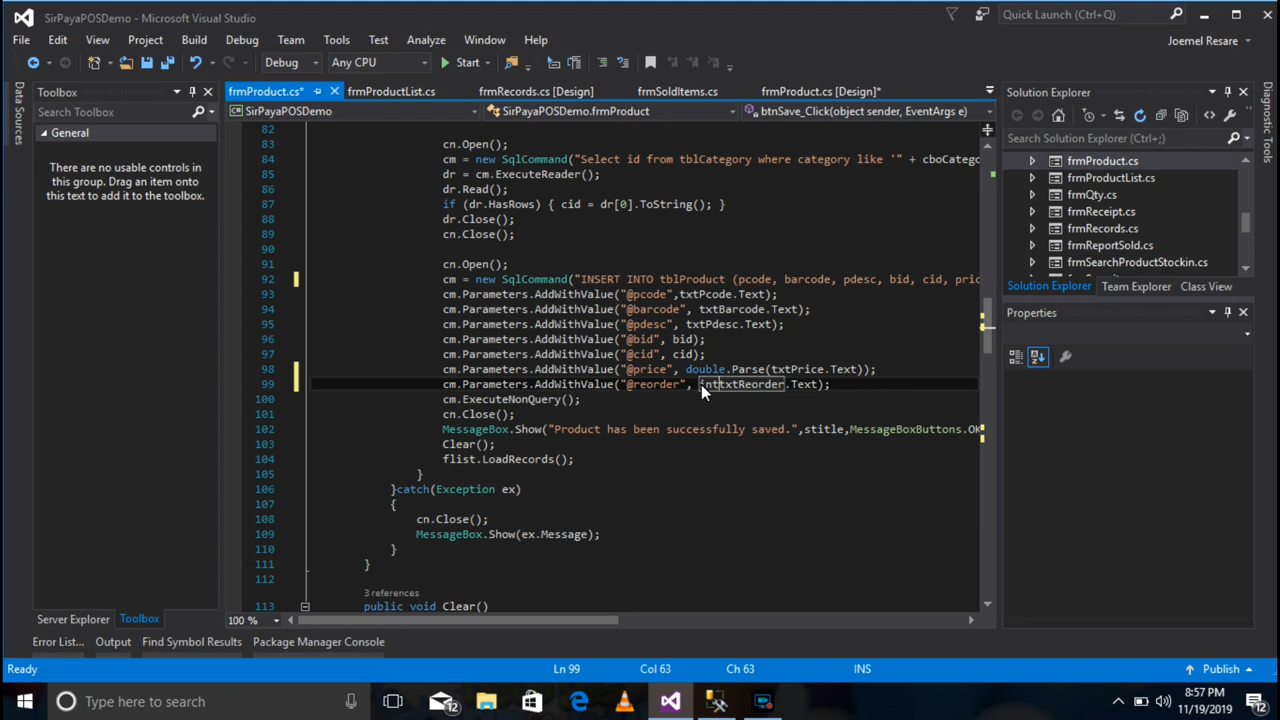 SirPayaPOSDemo - Microsoft Visual Studio
Quick Launch (Ctrl+Q)
File Edit View Project Build Debug Team Tools Test Analyze Window Help
Joemel Resare
Debug Any CPU Start
Data Sources
Toolbox
Search Toolbox
General
There are no usable controls in
this group. Drag an item onto
this text to add it to the toolbox.
frmProduct.cs* frmProductList.cs frmRecords.cs [Design] frmSoldItems.cs frmProduct.cs [Design]*
SirPayaPOSDemo SirPayaPOSDemo.frmProduct btnSave_Click(object sender, EventArgs e)
82
83 cn.Open();
84 cm = new SqlCommand("Select id from tblCategory where category like '" + cboCatego
85 dr = cm.ExecuteReader();
86 dr.Read();
87 if (dr.HasRows) { cid = dr[0].ToString(); }
88 dr.Close();
89 cn.Close();
90
91 cn.Open();
92 cm = new SqlCommand("INSERT INTO tblProduct (pcode, barcode, pdesc, bid, cid, pric
93 cm.Parameters.AddWithValue("@pcode",txtPcode.Text);
94 cm.Parameters.AddWithValue("@barcode", txtBarcode.Text);
95 cm.Parameters.AddWithValue("@pdesc", txtPdesc.Text);
96 cm.Parameters.AddWithValue("@bid", bid);
97 cm.Parameters.AddWithValue("@cid", cid);
98 cm.Parameters.AddWithValue("@price", double.Parse(txtPrice.Text));
99 cm.Parameters.AddWithValue("@reorder", inttxtReorder.Text);
100 cm.ExecuteNonQuery();
101 cn.Close();
102 MessageBox.Show("Product has been successfully saved.",stitle,MessageBoxButtons.OK
103 Clear();
104 flist.LoadRecords();
105 }
106 }catch(Exception ex)
107 {
108 cn.Close();
109 MessageBox.Show(ex.Message);
110 }
111 }
112
3 references
113 public void Clear()
100 %
Solution Explorer
Search Solution Explorer (Ctrl+;)
frmProduct.cs
frmProductList.cs
frmQty.cs
frmReceipt.cs
frmRecords.cs
frmReportSold.cs
frmSearchProductStockin.cs
Solution Explorer Team Explorer Class View
Properties
Diagnostic Tools
Server Explorer Toolbox
Error List... Output Find Symbol Results Package Manager Console
Ready Ln 99 Col 63 Ch 63 INS Publish
Type here to search
12
8:57 PM
11/19/2019
12